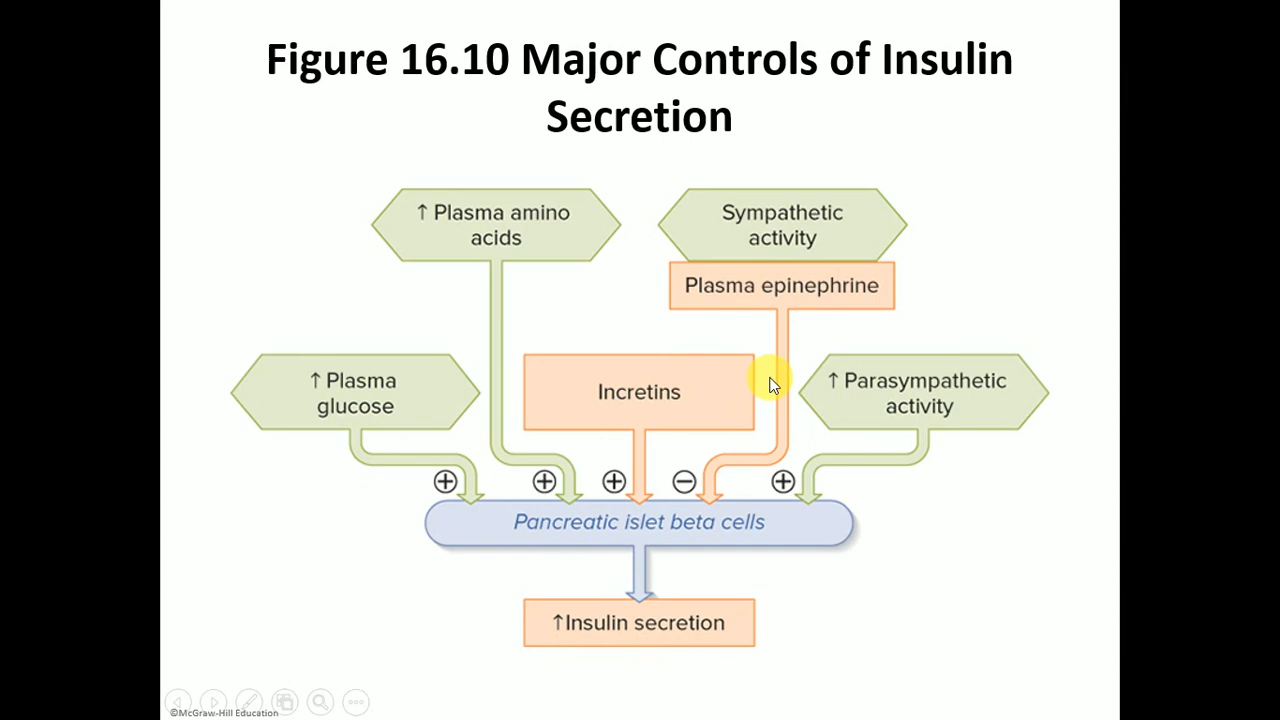 Figure 16.10 Major Controls of Insulin
Secretion
↑ Plasma amino
acids
Sympathetic
activity
Plasma epinephrine
↑ Plasma
glucose
Incretins
↑ Parasympathetic
activity
+
+
+
−
+
Pancreatic islet beta cells
↑Insulin secretion
©McGraw-Hill Education